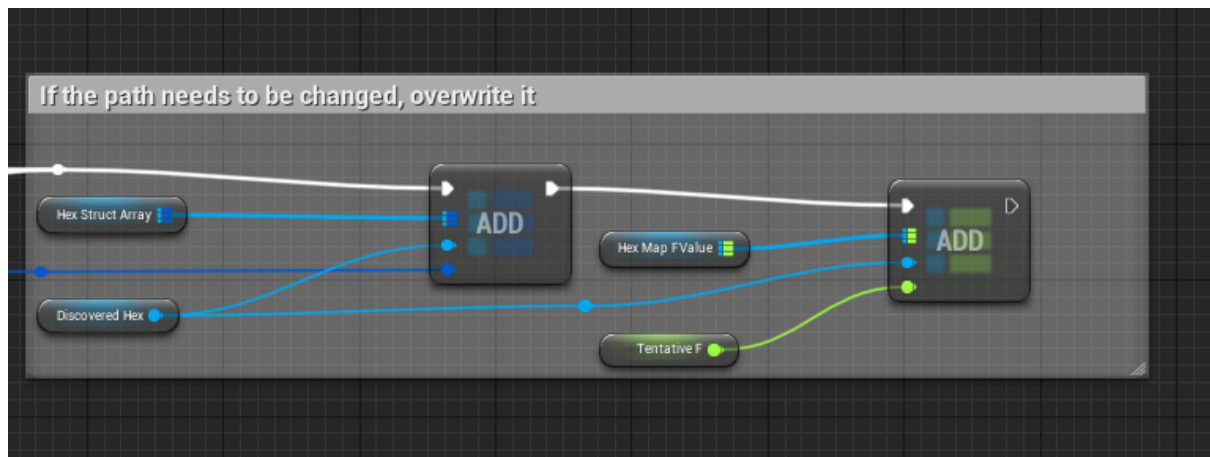 If the path needs to be changed, overwrite it
Hex Struct Array
ADD
Hex Map FValue
ADD
Discovered Hex
Tentative F